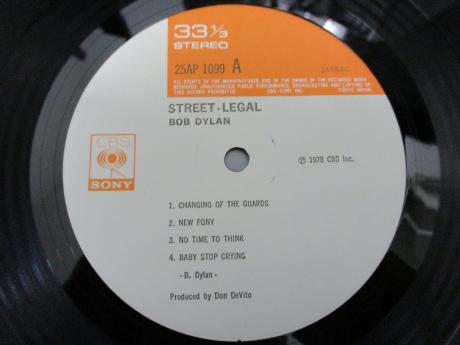 33 1/3
STEREO
25AP 1099 A
JASRAC
ALL RIGHTS OF THE MANUFACTURER AND OF THE OWNER OF THE RECORDED WORK
RESERVED. UNAUTHORISED PUBLIC PERFORMANCE, BROADCASTING AND COPYING OF
THIS RECORD PROHIBITED CBS/SONY INC. TOKYO JAPAN
STREET-LEGAL
BOB DYLAN
CBS
SONY
℗ 1978 CBS Inc.
1. CHANGING OF THE GUARDS
2. NEW PONY
3. NO TIME TO THINK
4. BABY STOP CRYING
-B. Dylan-
Produced by Don DeVito